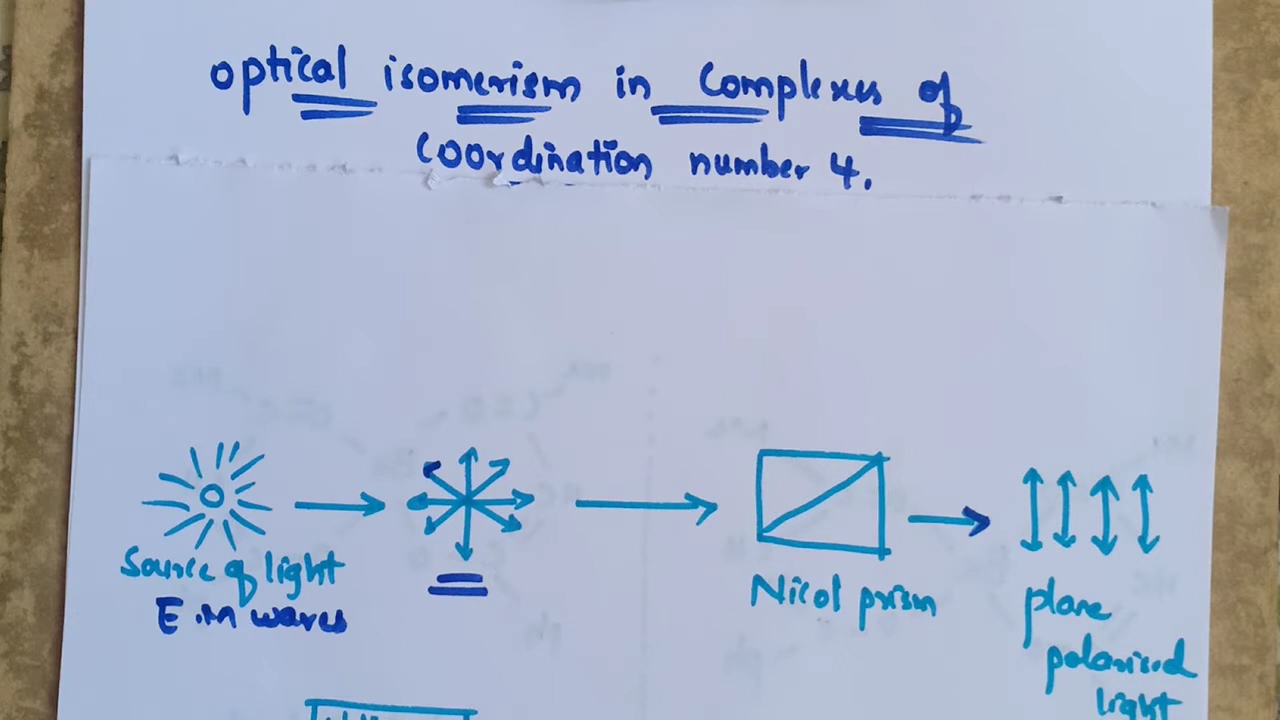 optical isomerism in complexes of
coordination number 4.
Source of light
E.M waves
Nicol prism
plane
polarised
light